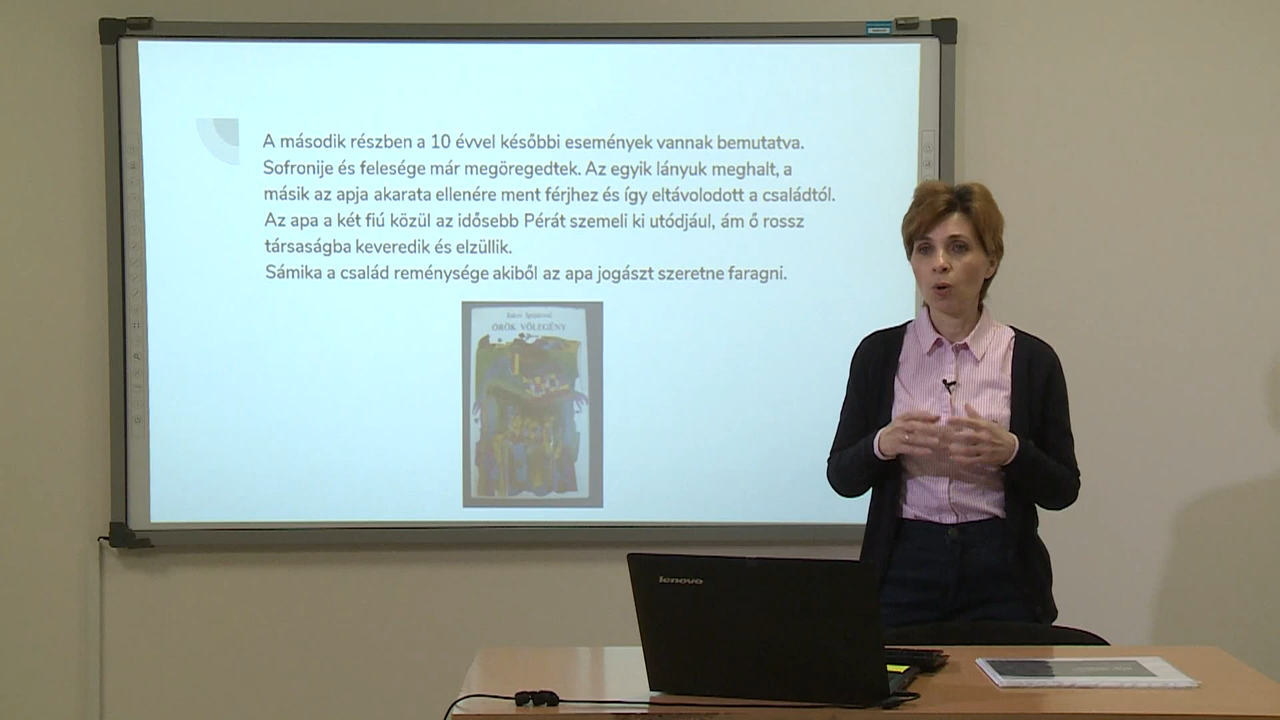 A második részben a 10 évvel későbbi események vannak bemutatva.
Sofronije és felesége már megöregedtek. Az egyik lányuk meghalt, a
másik az apja akarata ellenére ment férjhez és így eltávolodott a családtól.
Az apa a két fiú közül az idősebb Pérát szemeli ki utódjául, ám ő rossz
társaságba keveredik és elzüllik.
Sámika a család reménysége akiből az apa jogászt szeretne faragni.
ÖRÖK VŐLEGÉNY
lenovo